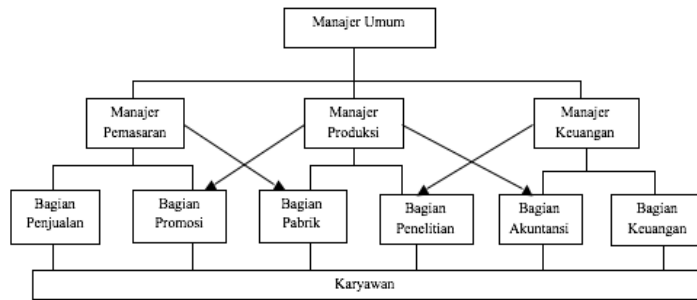 Manajer Umum
Manajer
Pemasaran
Manajer
Produksi
Manajer
Keuangan
Bagian
Penjualan
Bagian
Promosi
Bagian
Pabrik
Bagian
Penelitian
Bagian
Akuntansi
Bagian
Keuangan
Karyawan